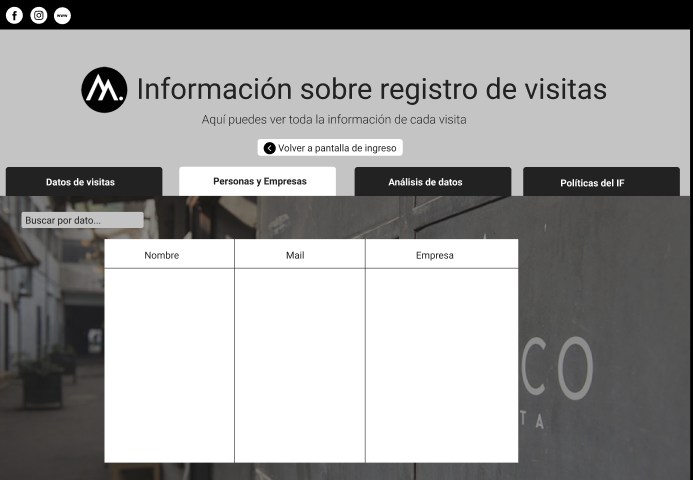 www
M.
Información sobre registro de visitas
Aquí puedes ver toda la información de cada visita
Volver a pantalla de ingreso
Datos de visitas
Personas y Empresas
Análisis de datos
Políticas del IF
Buscar por dato...
Nombre
Mail
Empresa
CO
TA